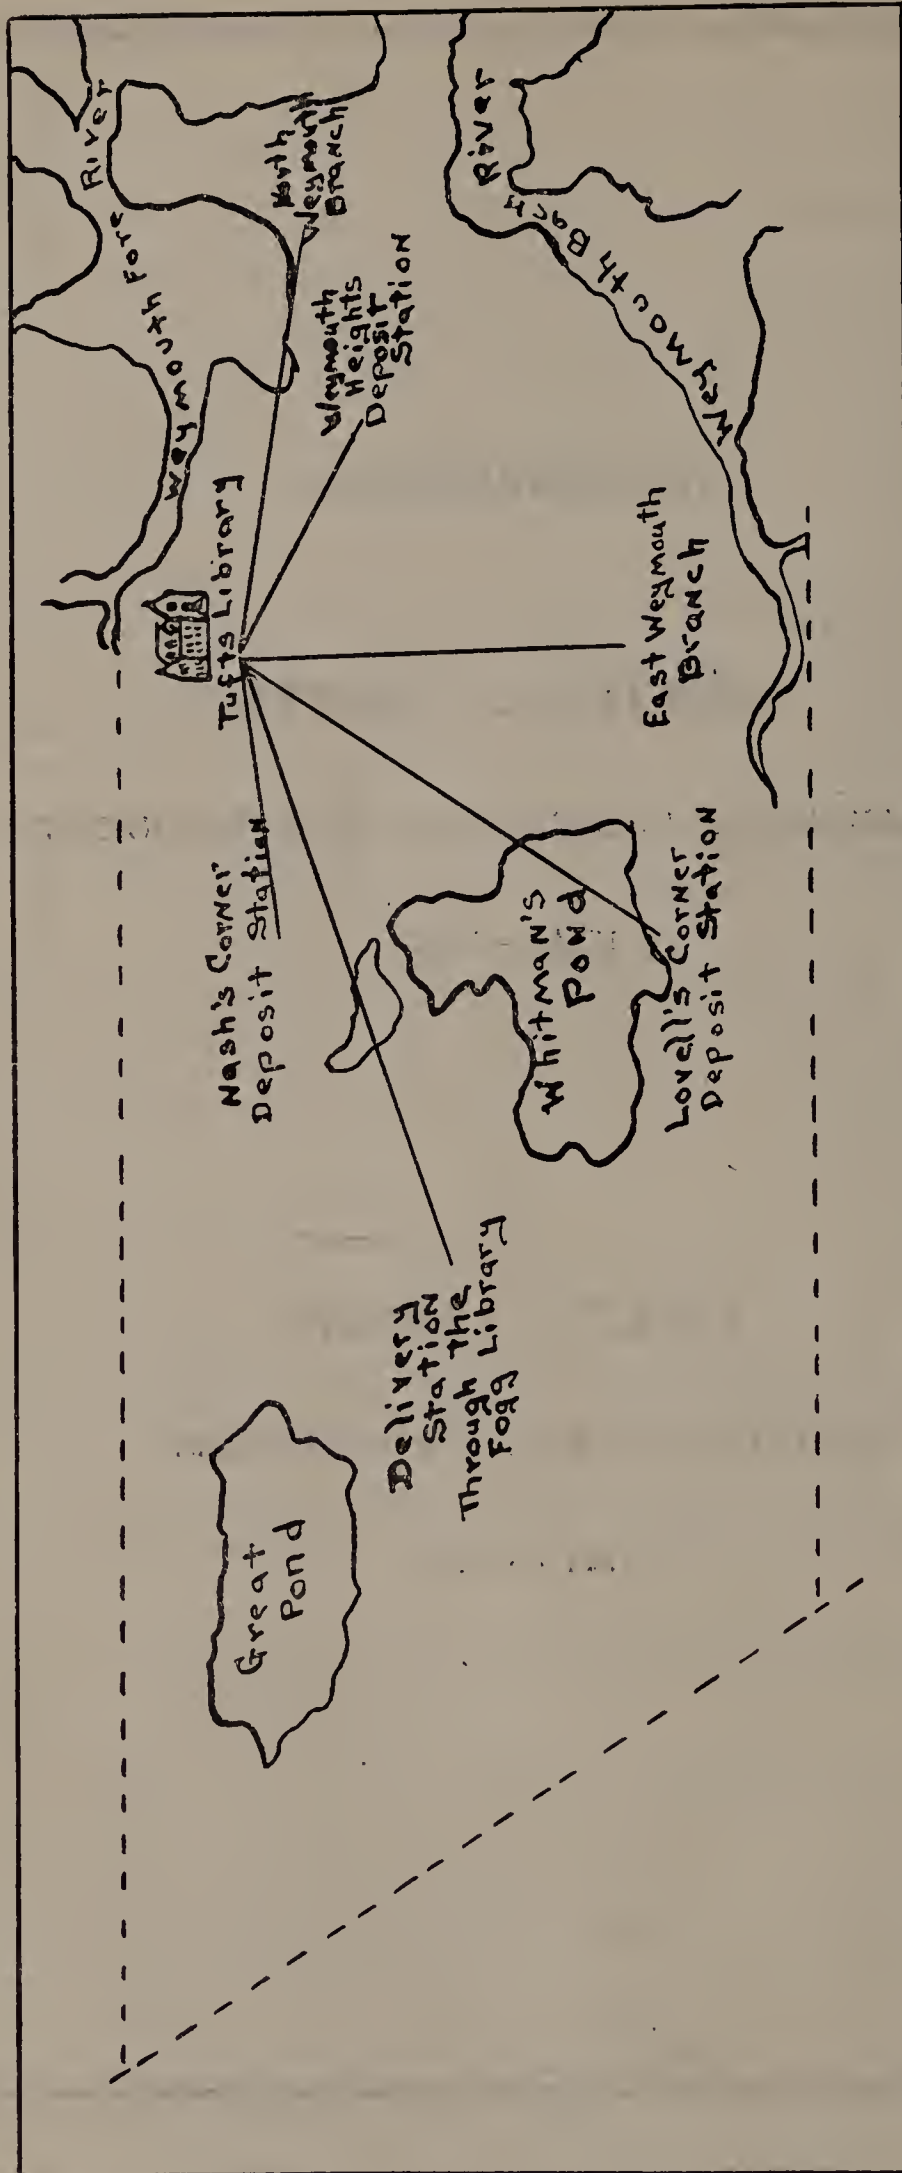 Weymouth Fore River
North
Weymouth
Branch
Weymouth
Heights
Deposit
Station
Weymouth Back River
Tufts Library
East Weymouth
Branch
Nash's Corner
Deposit Station
Whitman's
Pond
Lovell's Corner
Deposit Station
Delivery
Station
Through the
Fogg Library
Great
Pond